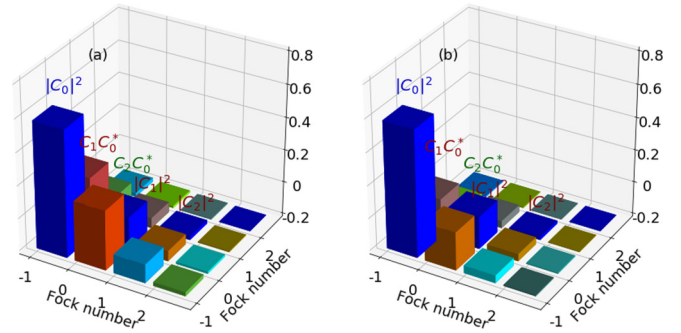 (a)
|C₀|²
C₁C₀*
C₂C₀*
|C₁|²
|C₂|²
0.8
0.6
0.4
0.2
0
-0.2
-1
0
1
2
Fock number
-1
0
1
2
Fock number
(b)
|C₀|²
C₁C₀*
C₂C₀*
|C₁|²
|C₂|²
0.8
0.6
0.4
0.2
0
-0.2
-1
0
1
2
Fock number
-1
0
1
2
Fock number